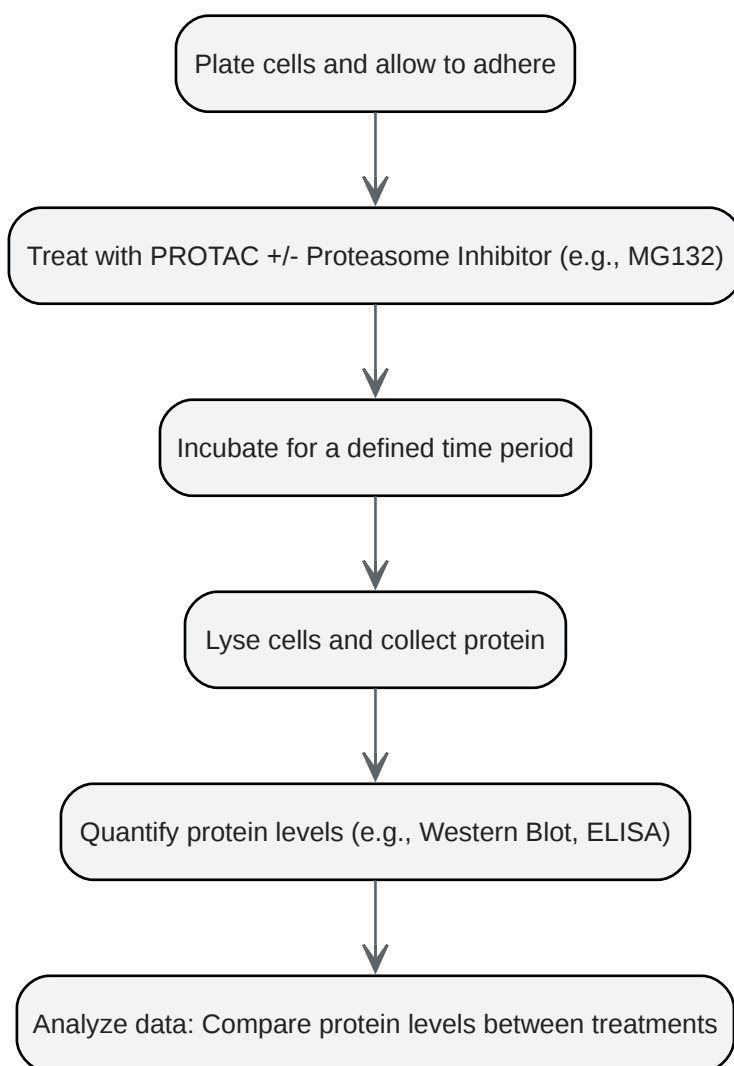 Plate cells and allow to adhere
Treat with PROTAC +/- Proteasome Inhibitor (e.g., MG132)
Incubate for a defined time period
Lyse cells and collect protein
Quantify protein levels (e.g., Western Blot, ELISA)
Analyze data: Compare protein levels between treatments